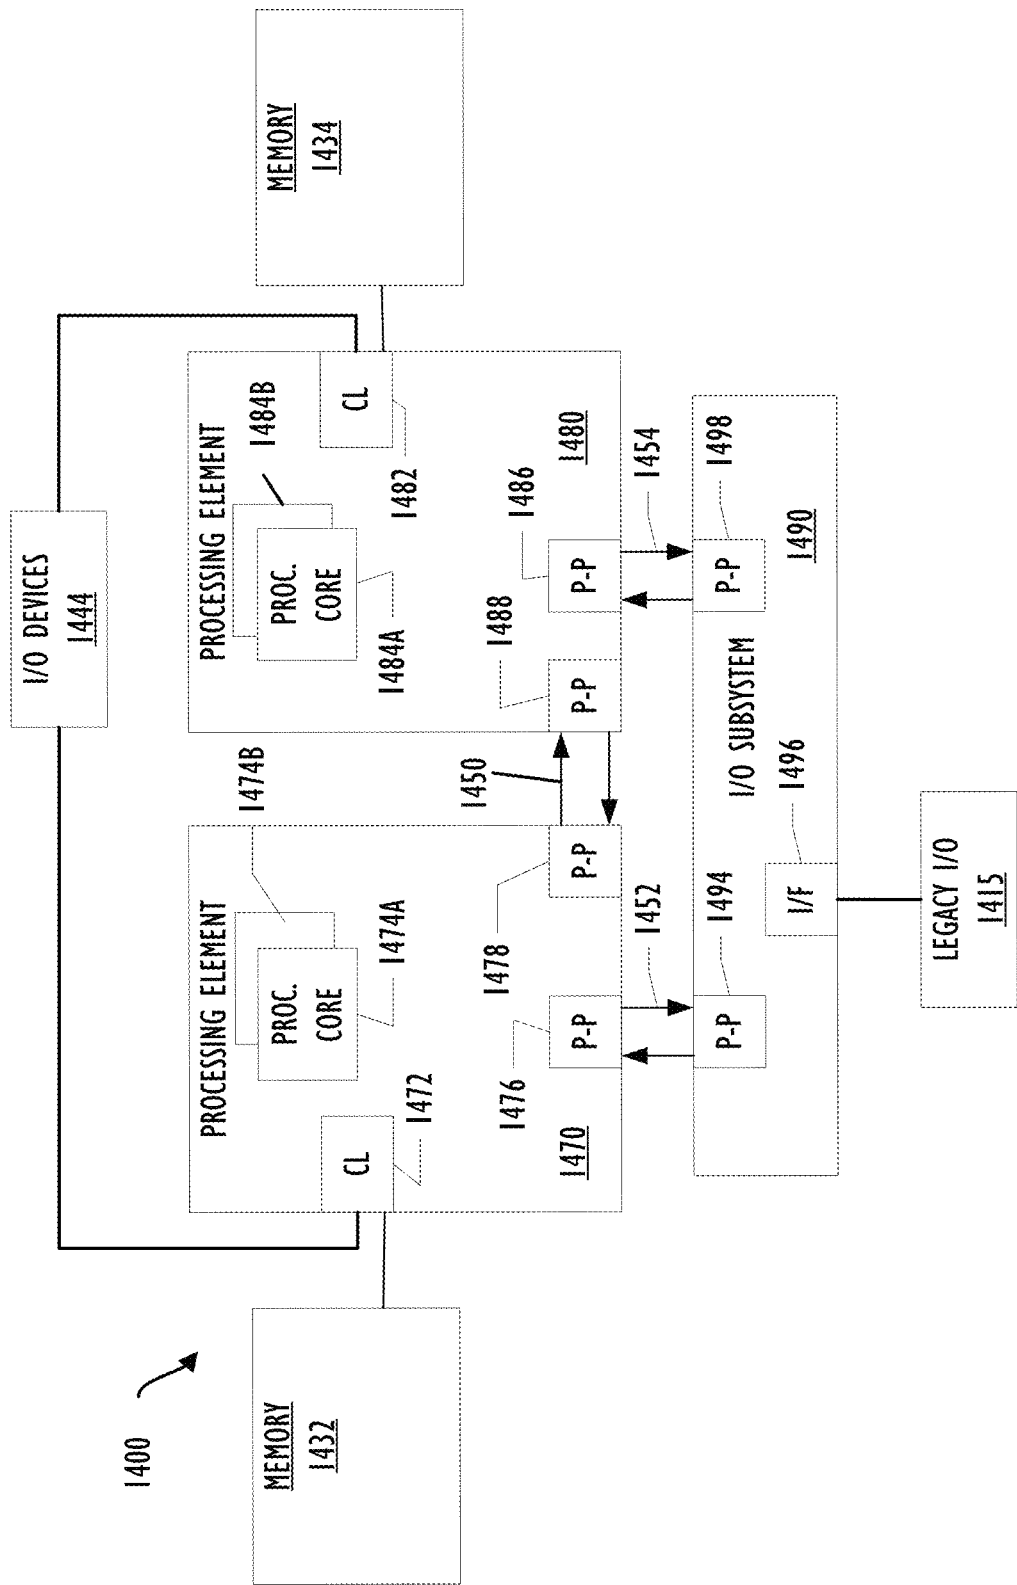 1400
I/O DEVICES
1444
MEMORY
1432
PROCESSING ELEMENT
CL
1472
PROC.
CORE
1474A
1474B
1470
P-P
1476
P-P
1478
1450
PROCESSING ELEMENT
PROC.
CORE
1484A
1484B
CL
1482
P-P
1488
P-P
1486
1480
MEMORY
1434
1452
1454
P-P
1494
I/O SUBSYSTEM
1490
P-P
1498
I/F
1496
LEGACY I/O
1415